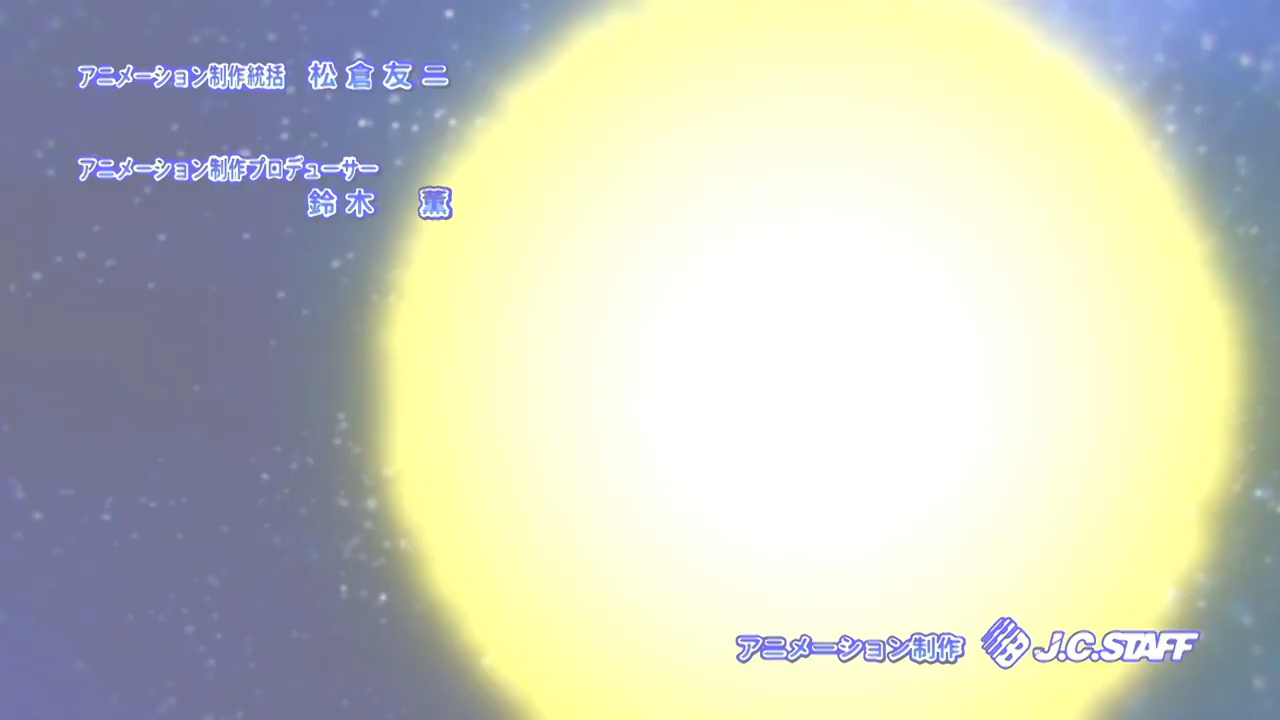 アニメーション制作統括 松倉友二
アニメーション制作プロデューサー
鈴木 薫
アニメーション制作 J.C.STAFF